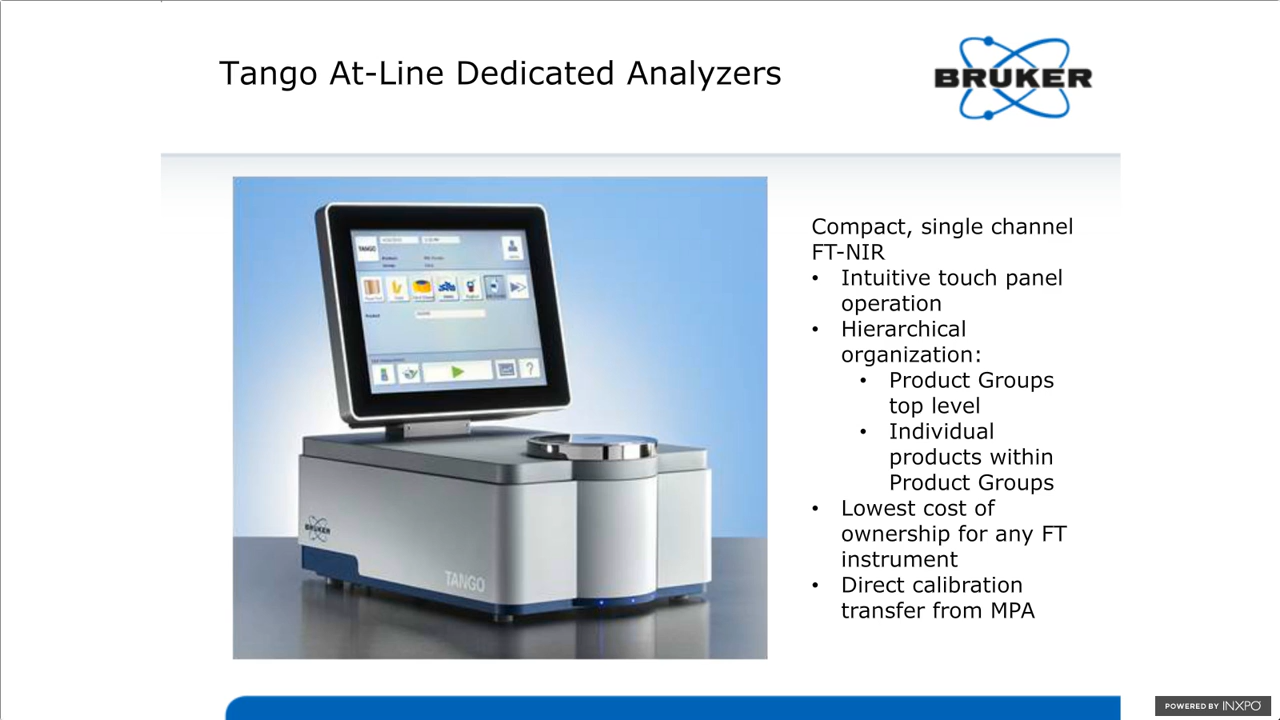 Tango At-Line Dedicated Analyzers
BRUKER
TANGO
Compact, single channel
FT-NIR
• Intuitive touch panel
operation
• Hierarchical
organization:
• Product Groups
top level
• Individual
products within
Product Groups
• Lowest cost of
ownership for any FT
instrument
• Direct calibration
transfer from MPA
BRUKER
TANGO
POWERED BY INXPO